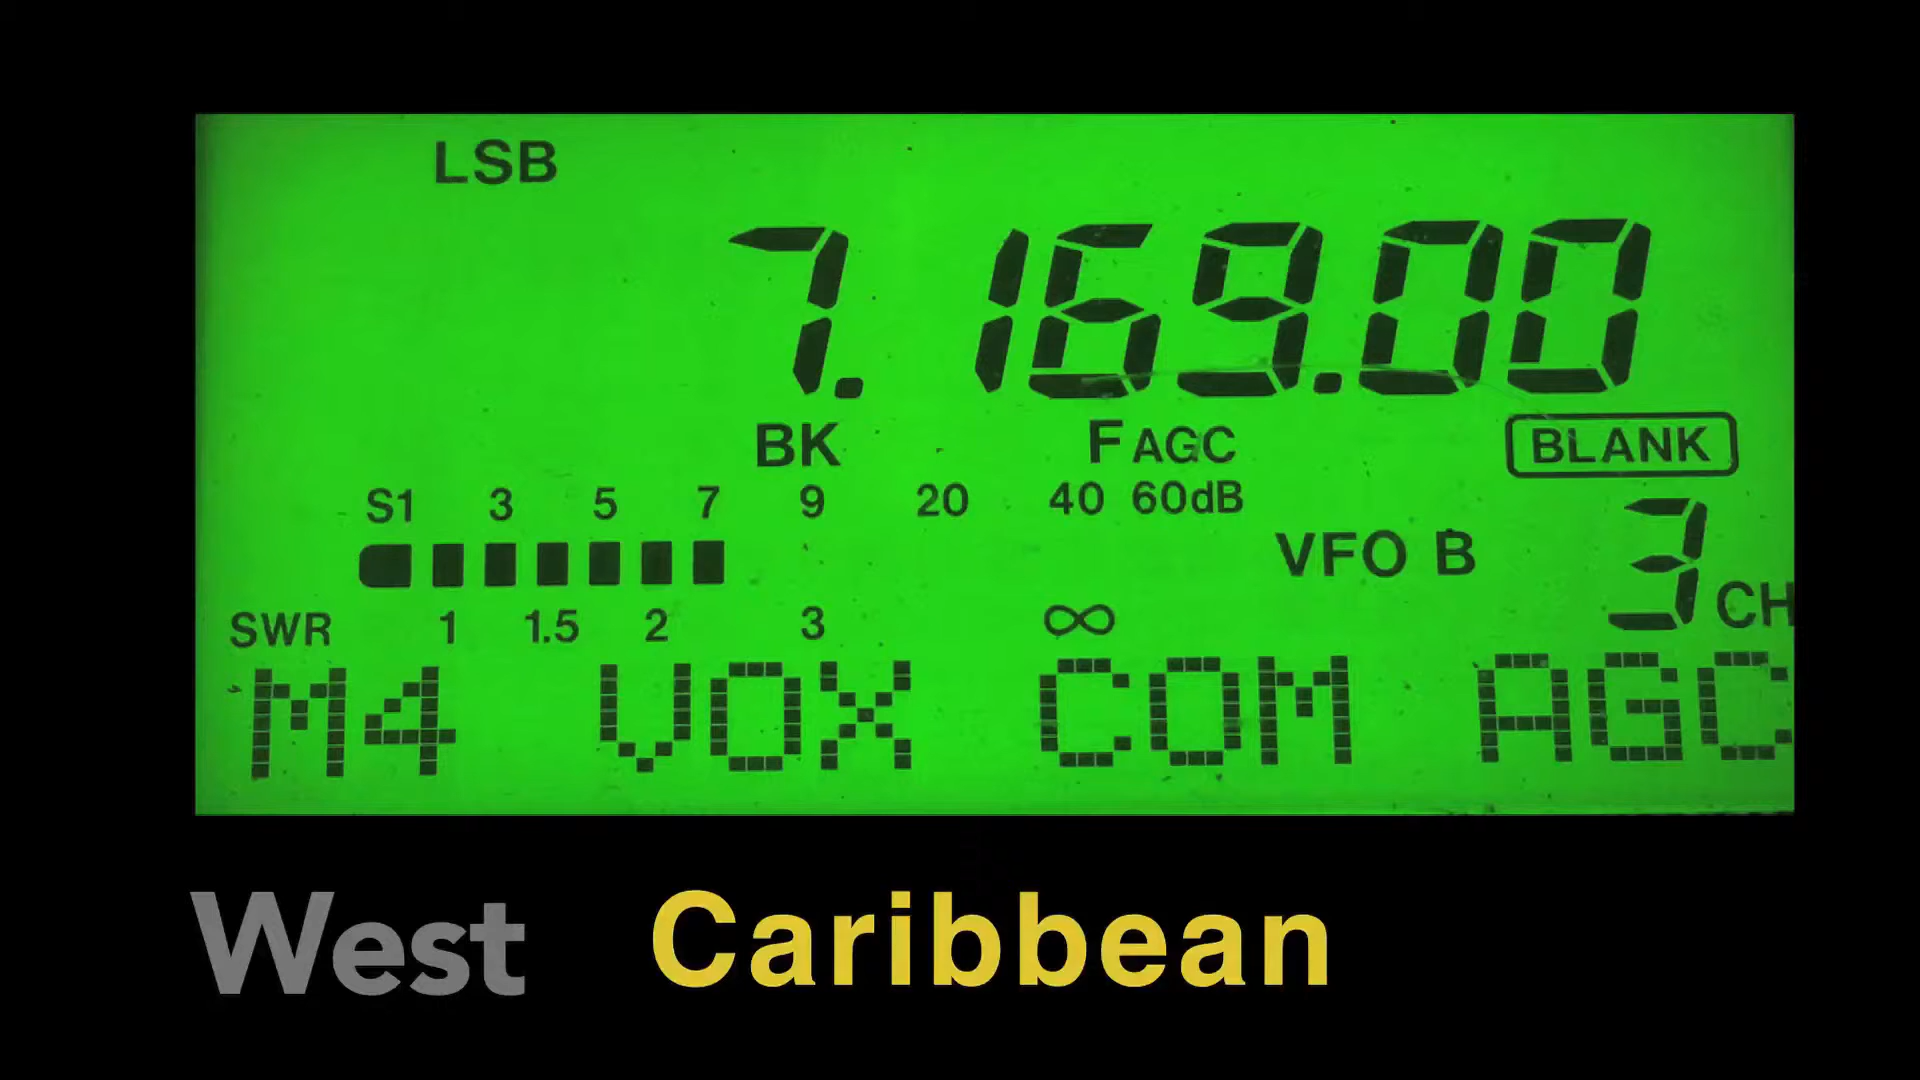 LSB
7.169.00
BK F AGC BLANK
S1 3 5 7 9 20 40 60dB
VFO B 3 CH
SWR 1 1.5 2 3 ∞
M4 VOX COM AGC
West Caribbean